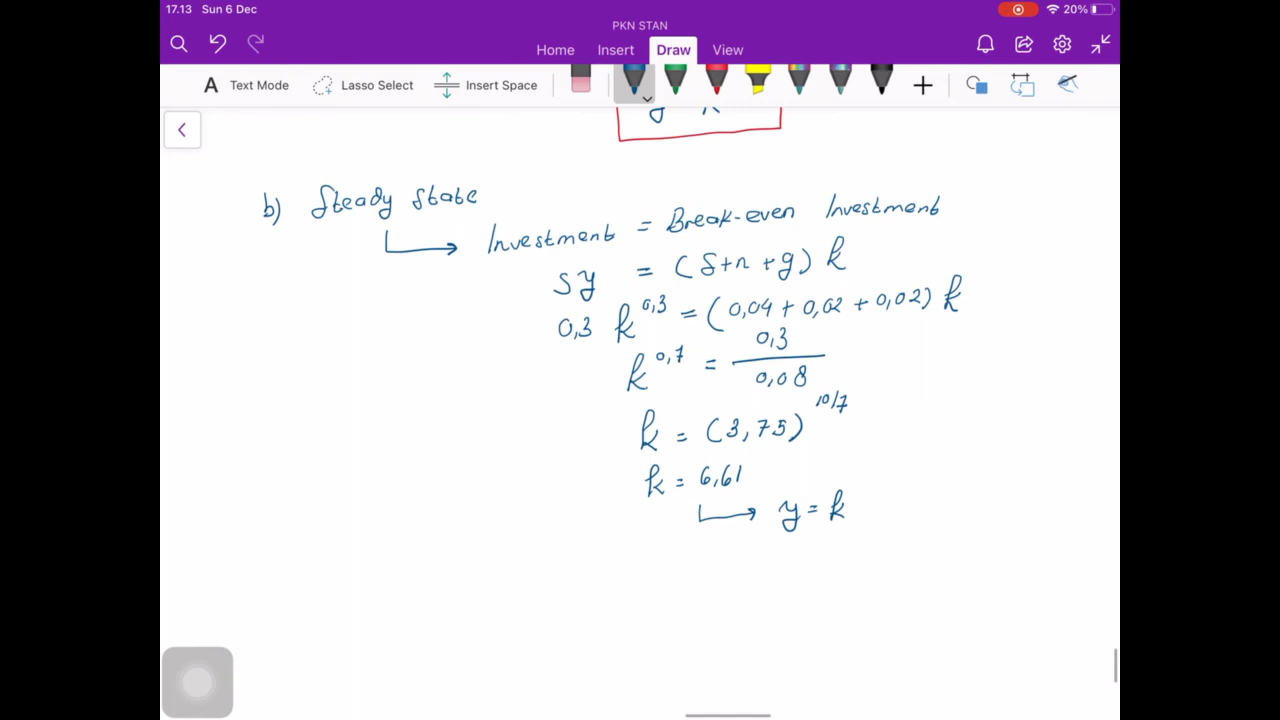 17.13 Sun 6 Dec
20%
PKN STAN
Home Insert Draw View
Text Mode Lasso Select Insert Space
b) Steady State
Investment = Break-even Investment
sy = (δ+n+g) k
0,3 k^0,3 = (0,04 + 0,02 + 0,02) k
k^0,7 = 0,3 / 0,08
k = (3,75)^10/7
k = 6,61
y = k